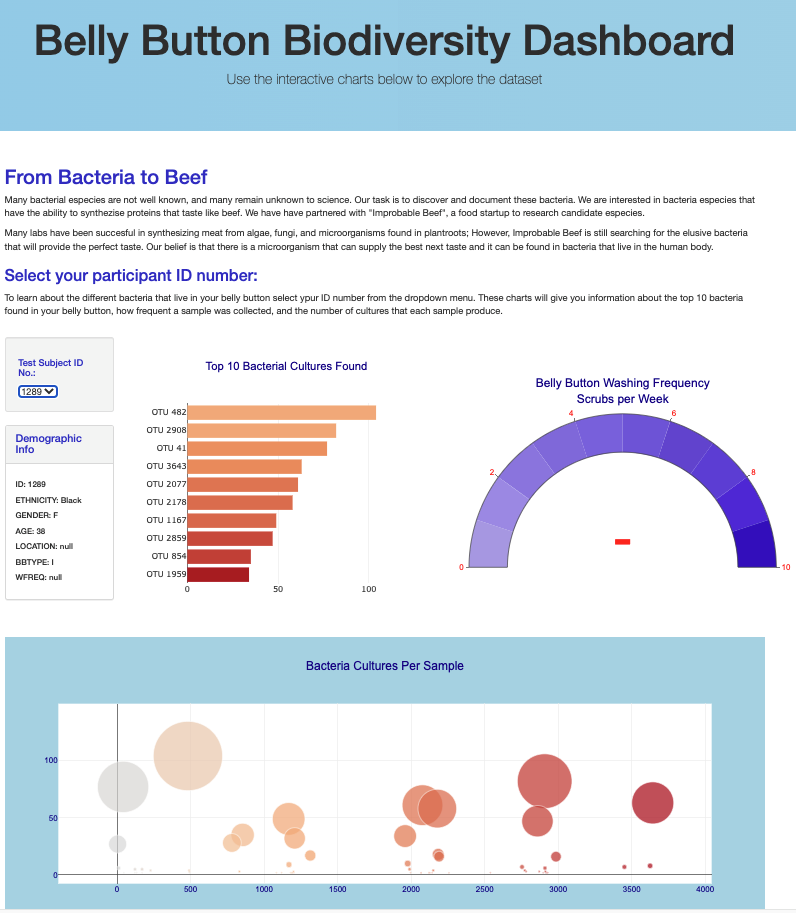 Belly Button Biodiversity Dashboard
Use the interactive charts below to explore the dataset
From Bacteria to Beef
Many bacterial especies are not well known, and many remain unknown to science. Our task is to discover and document these bacteria. We are interested in bacteria especies that
have the ability to synthezise proteins that taste like beef. We have have partnered with "Improbable Beef", a food startup to research candidate especies.
Many labs have been succesful in synthesizing meat from algae, fungi, and microorganisms found in plantroots; However, Improbable Beef is still searching for the elusive bacteria
that will provide the perfect taste. Our belief is that there is a microorganism that can supply the best next taste and it can be found in bacteria that live in the human body.
Select your participant ID number:
To learn about the different bacteria that live in your belly button select ypur ID number from the dropdown menu. These charts will give you information about the top 10 bacteria
found in your belly button, how frequent a sample was collected, and the number of cultures that each sample produce.
Test Subject ID
No.:
1289
Demographic
Info
ID: 1289
ETHNICITY: Black
GENDER: F
AGE: 38
LOCATION: null
BBTYPE: I
WFREQ: null
Top 10 Bacterial Cultures Found
OTU 482
OTU 2908
OTU 41
OTU 3643
OTU 2077
OTU 2178
OTU 1167
OTU 2859
OTU 854
OTU 1959
0 50 100
Belly Button Washing Frequency
Scrubs per Week
0 2 4 6 8 10
Bacteria Cultures Per Sample
100
50
0
0 500 1000 1500 2000 2500 3000 3500 4000